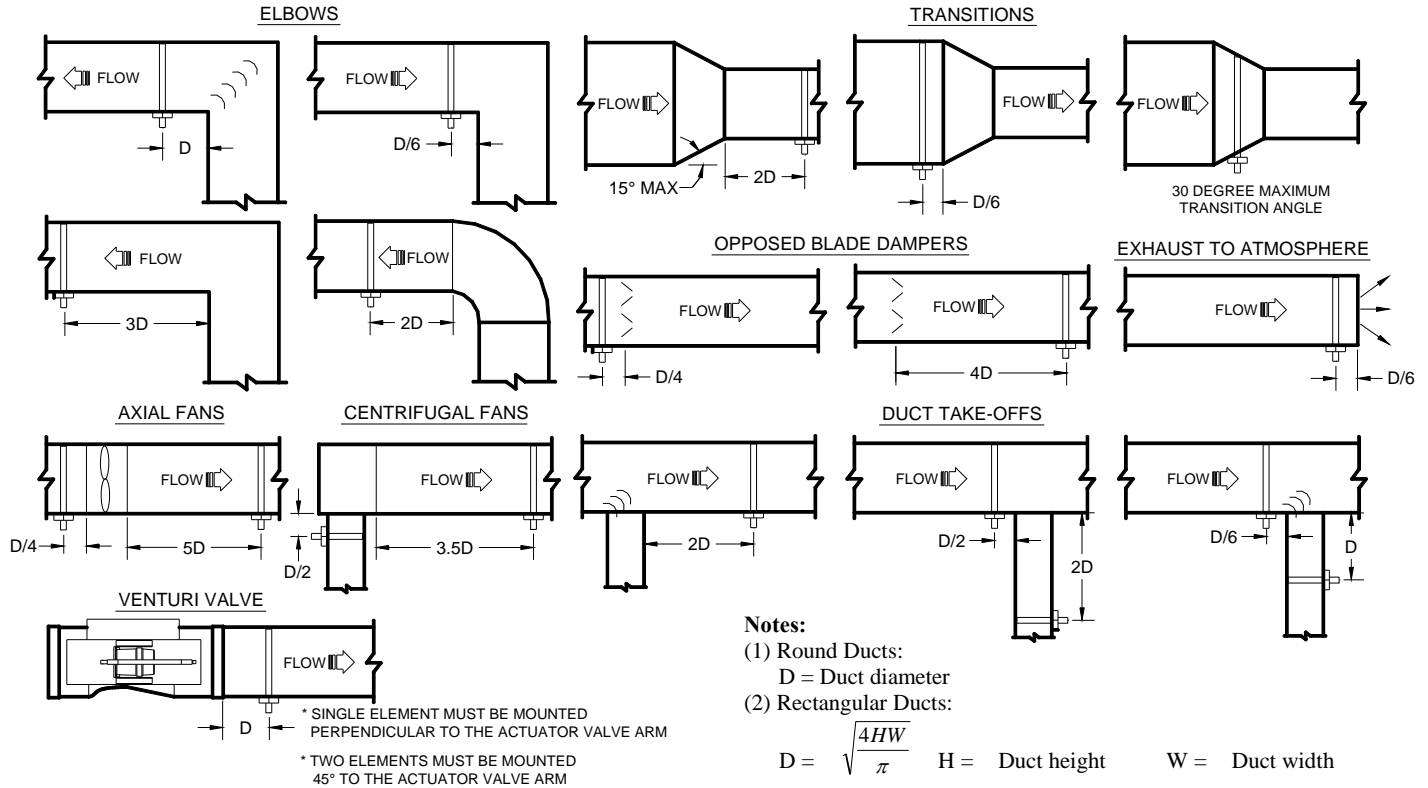 ELBOWS
TRANSITIONS
FLOW
D
FLOW
D/6
FLOW
15° MAX
2D
FLOW
D/6
FLOW
30 DEGREE MAXIMUM
TRANSITION ANGLE
FLOW
3D
FLOW
2D
OPPOSED BLADE DAMPERS
FLOW
D/4
FLOW
4D
EXHAUST TO ATMOSPHERE
FLOW
D/6
AXIAL FANS
FLOW
D/4
5D
CENTRIFUGAL FANS
FLOW
D/2
3.5D
DUCT TAKE-OFFS
FLOW
2D
FLOW
D/2
2D
FLOW
D/6
D
VENTURI VALVE
FLOW
D
* SINGLE ELEMENT MUST BE MOUNTED
PERPENDICULAR TO THE ACTUATOR VALVE ARM
* TWO ELEMENTS MUST BE MOUNTED
45° TO THE ACTUATOR VALVE ARM
Notes:
(1) Round Ducts:
D = Duct diameter
(2) Rectangular Ducts:
D = √(4HW/π) H = Duct height W = Duct width